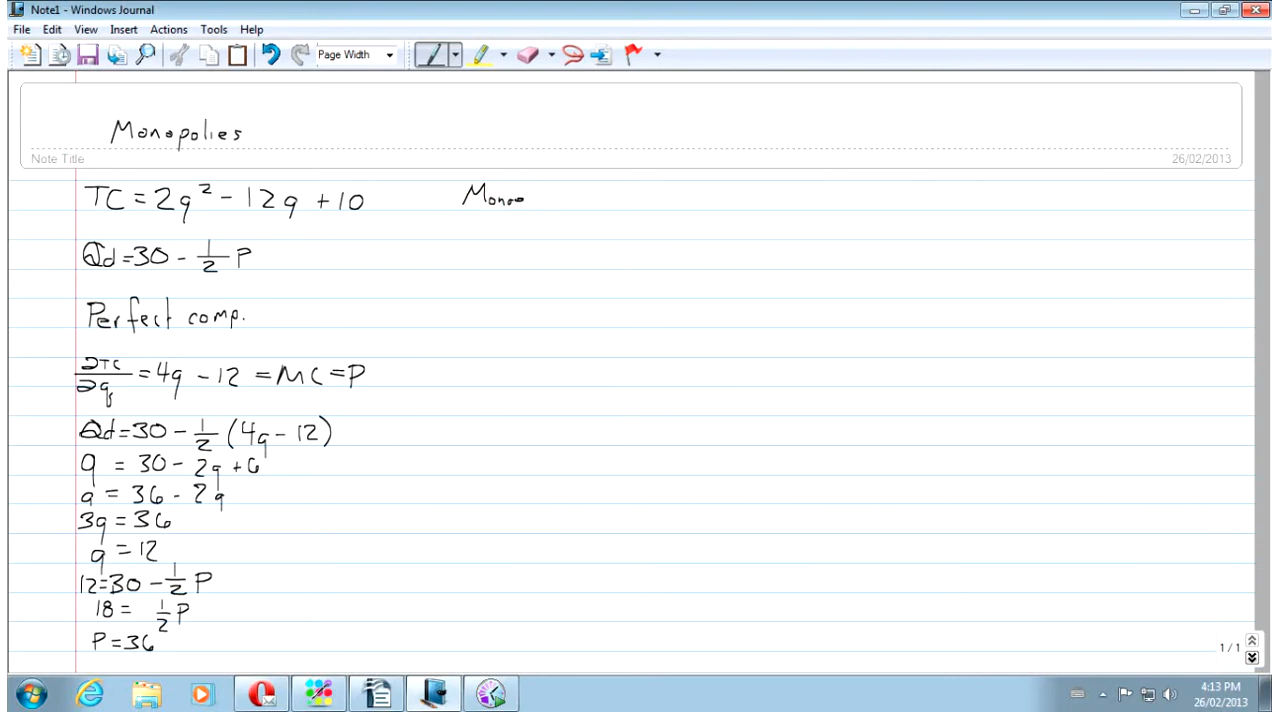 Note1 - Windows Journal
File Edit View Insert Actions Tools Help
Page Width
Monopolies
Note Title
26/02/2013
TC = 2q² - 12q + 10
Mono
Qd = 30 - 1/2 P
Perfect comp.
∂TC/∂q = 4q - 12 = MC = P
Qd = 30 - 1/2 (4q - 12)
q = 30 - 2q + 6
q = 36 - 2q
3q = 36
q = 12
12 = 30 - 1/2 P
18 = 1/2 P
P = 36
1 / 1
4:13 PM
26/02/2013